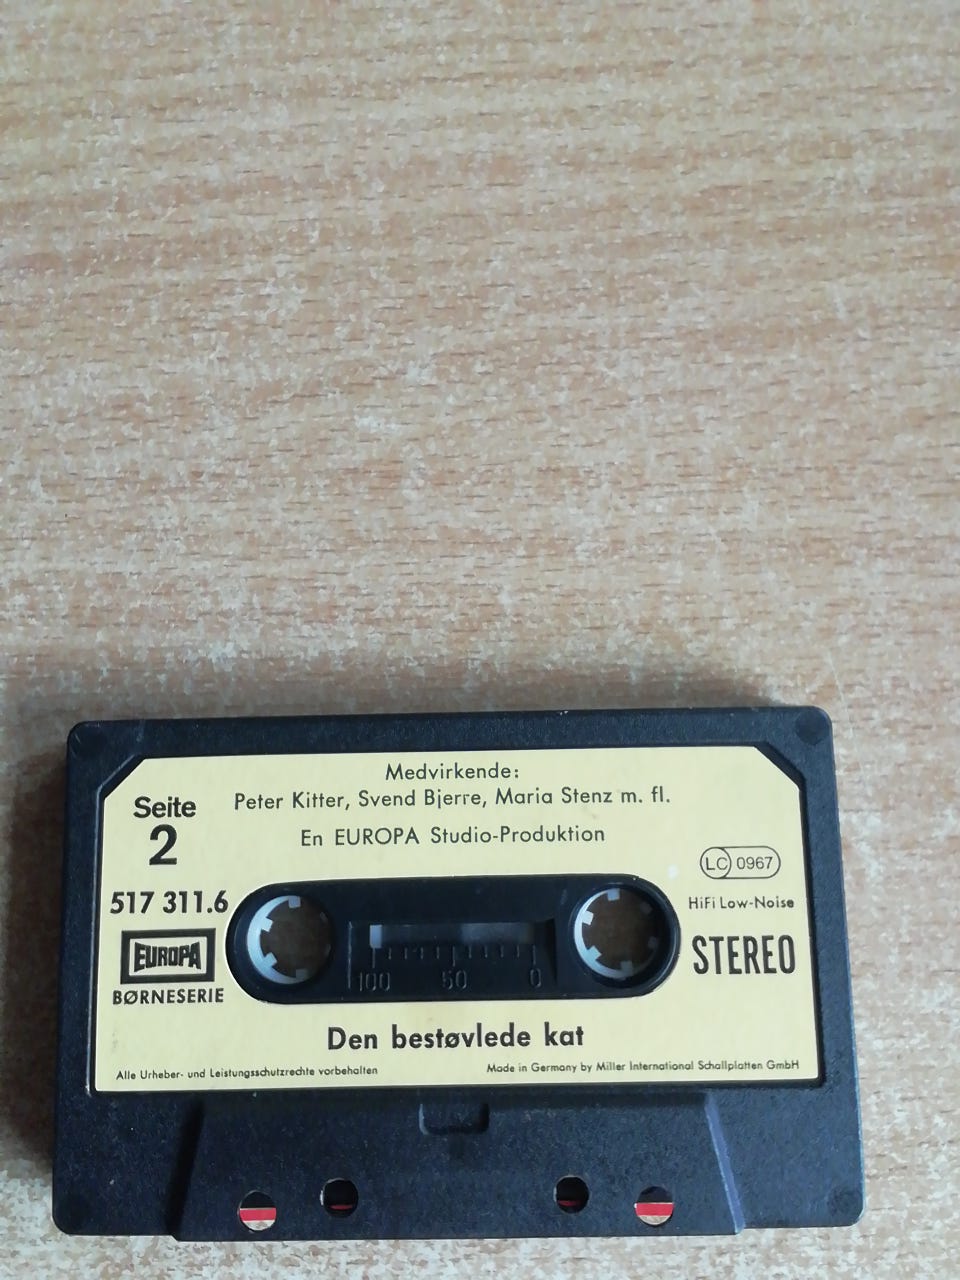 Medvirkende:
Peter Kitter, Svend Bjerre, Maria Stenz m. fl.
En EUROPA Studio-Produktion
Seite
2
517 311.6
EUROPA
BØRNESERIE
LC 0967
HiFi Low-Noise
STEREO
100 50 0
Den bestøvlede kat
Alle Urheber- und Leistungsschutzrechte vorbehalten
Made in Germany by Miller International Schallplatten GmbH